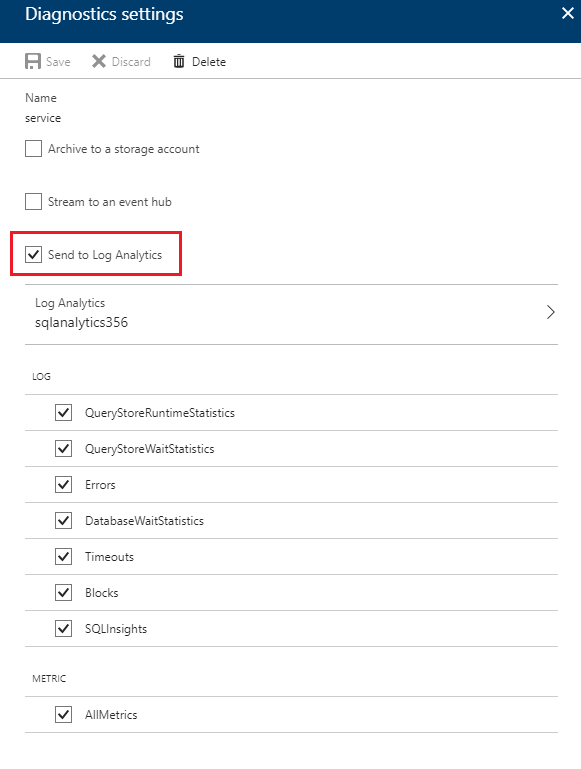 Diagnostics settings
Save Discard Delete
Name
service
Archive to a storage account
Stream to an event hub
Send to Log Analytics
Log Analytics
sqlanalytics356
LOG
QueryStoreRuntimeStatistics
QueryStoreWaitStatistics
Errors
DatabaseWaitStatistics
Timeouts
Blocks
SQLInsights
METRIC
AllMetrics